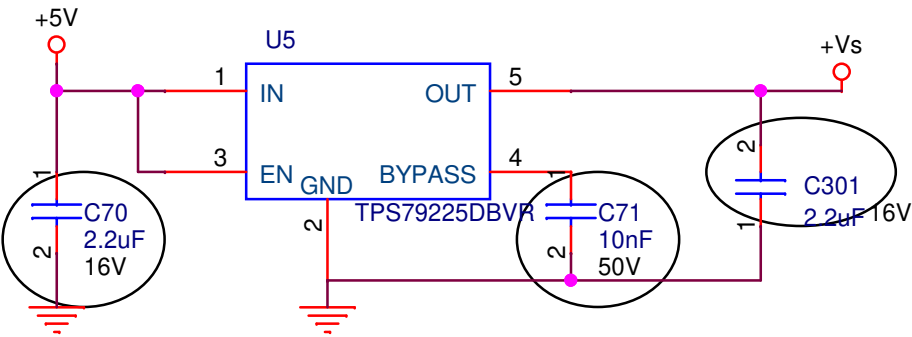 +5V
U5
+Vs
1
IN
OUT
5
3
EN
GND
BYPASS
4
2
TPS79225DBVR
1
C70
2.2uF
16V
2
1
C71
10nF
50V
2
2
C301
2.2uF 16V
1